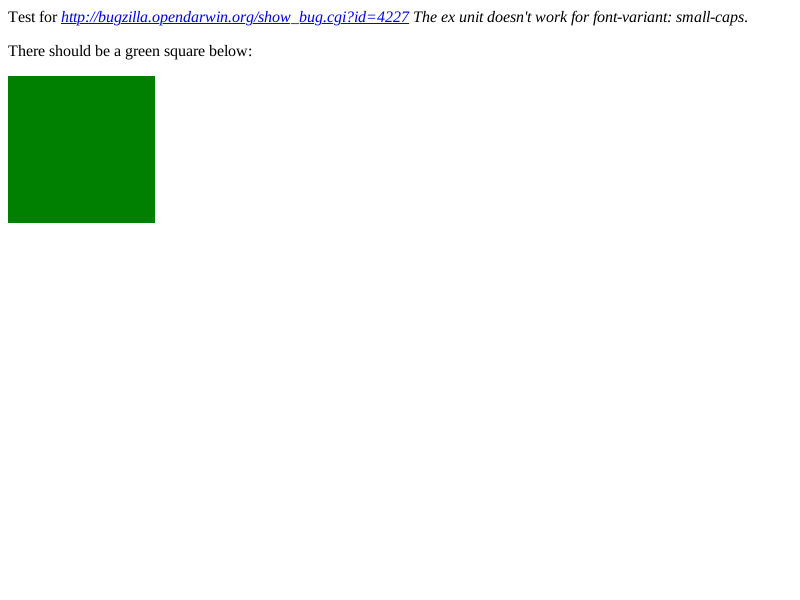 Test for http://bugzilla.opendarwin.org/show_bug.cgi?id=4227 The ex unit doesn't work for font-variant: small-caps.
There should be a green square below: